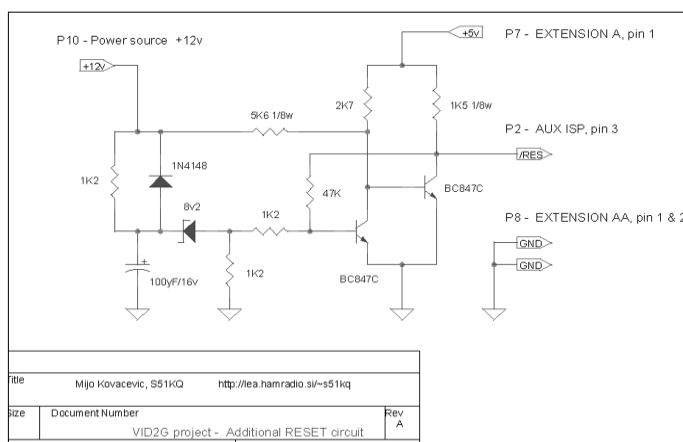 P10 - Power source +12v
+12v
+5v
P7 - EXTENSION A, pin 1
5K6 1/8w
2K7
1K5 1/8w
P2 - AUX ISP, pin 3
/RES
1N4148
1K2
8v2
47K
BC847C
1K2
P8 - EXTENSION AA, pin 1 & 2
GND
GND
+
100yF/16v
1K2
BC847C
Title
Mijo Kovacevic, S51KQ http://lea.hamradio.si/~s51kq
Size
Document Number
Rev
VID2G project - Additional RESET circuit
A